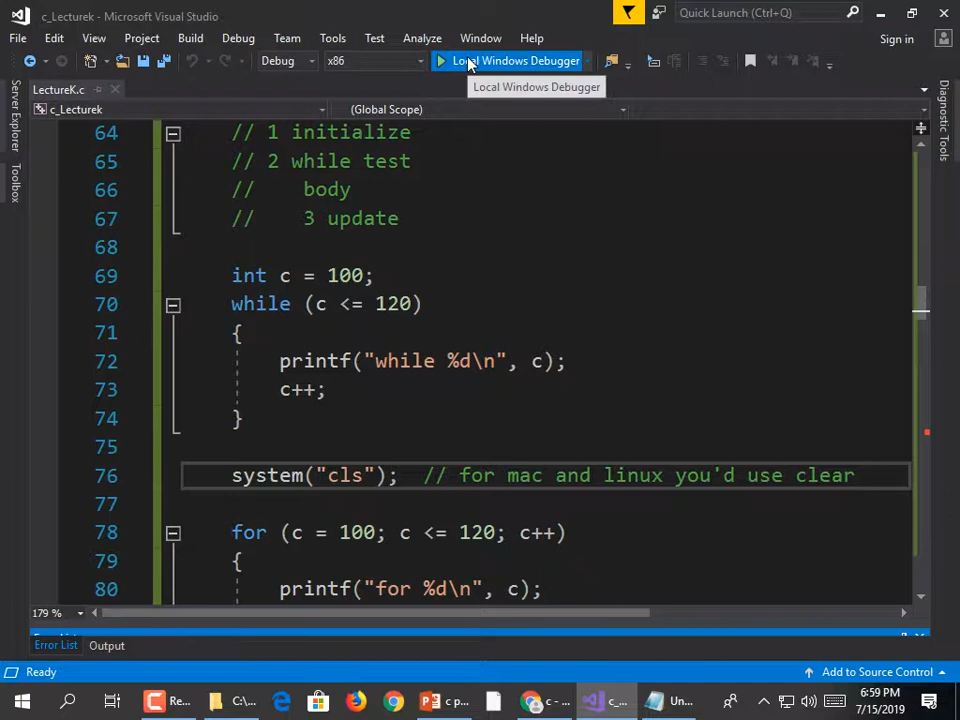 c_Lecturek - Microsoft Visual Studio
Quick Launch (Ctrl+Q)
File Edit View Project Build Debug Team Tools Test Analyze Window Help
Sign in
Debug x86 Local Windows Debugger
Local Windows Debugger
LectureK.c
c_Lecturek (Global Scope)
Server Explorer
Toolbox
Diagnostic Tools
64 // 1 initialize
65 // 2 while test
66 // body
67 // 3 update
68
69 int c = 100;
70 while (c <= 120)
71 {
72 printf("while %d\n", c);
73 c++;
74 }
75
76 system("cls"); // for mac and linux you'd use clear
77
78 for (c = 100; c <= 120; c++)
79 {
80 printf("for %d\n", c);
179 %
Error List Output
Ready
Add to Source Control
Re... C:\... c p... c - ... c_... Un...
6:59 PM
7/15/2019